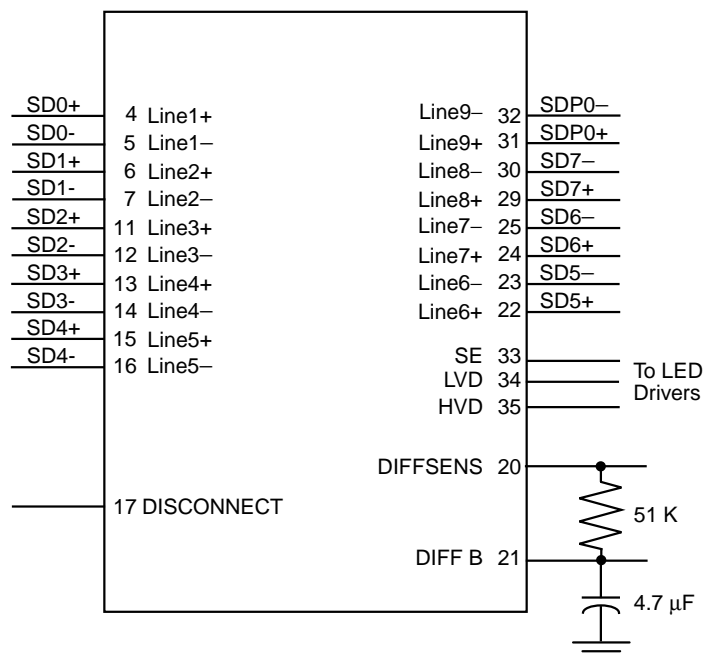 SD0+ 4 Line1+
SD0- 5 Line1–
SD1+ 6 Line2+
SD1- 7 Line2–
SD2+ 11 Line3+
SD2- 12 Line3–
SD3+ 13 Line4+
SD3- 14 Line4–
SD4+ 15 Line5+
SD4- 16 Line5–
17 DISCONNECT
Line9– 32 SDP0–
Line9+ 31 SDP0+
Line8– 30 SD7–
Line8+ 29 SD7+
Line7– 25 SD6–
Line7+ 24 SD6+
Line6– 23 SD5–
Line6+ 22 SD5+
SE 33
LVD 34
HVD 35
To LED
Drivers
DIFFSENS 20
51 K
DIFF B 21
4.7 μF